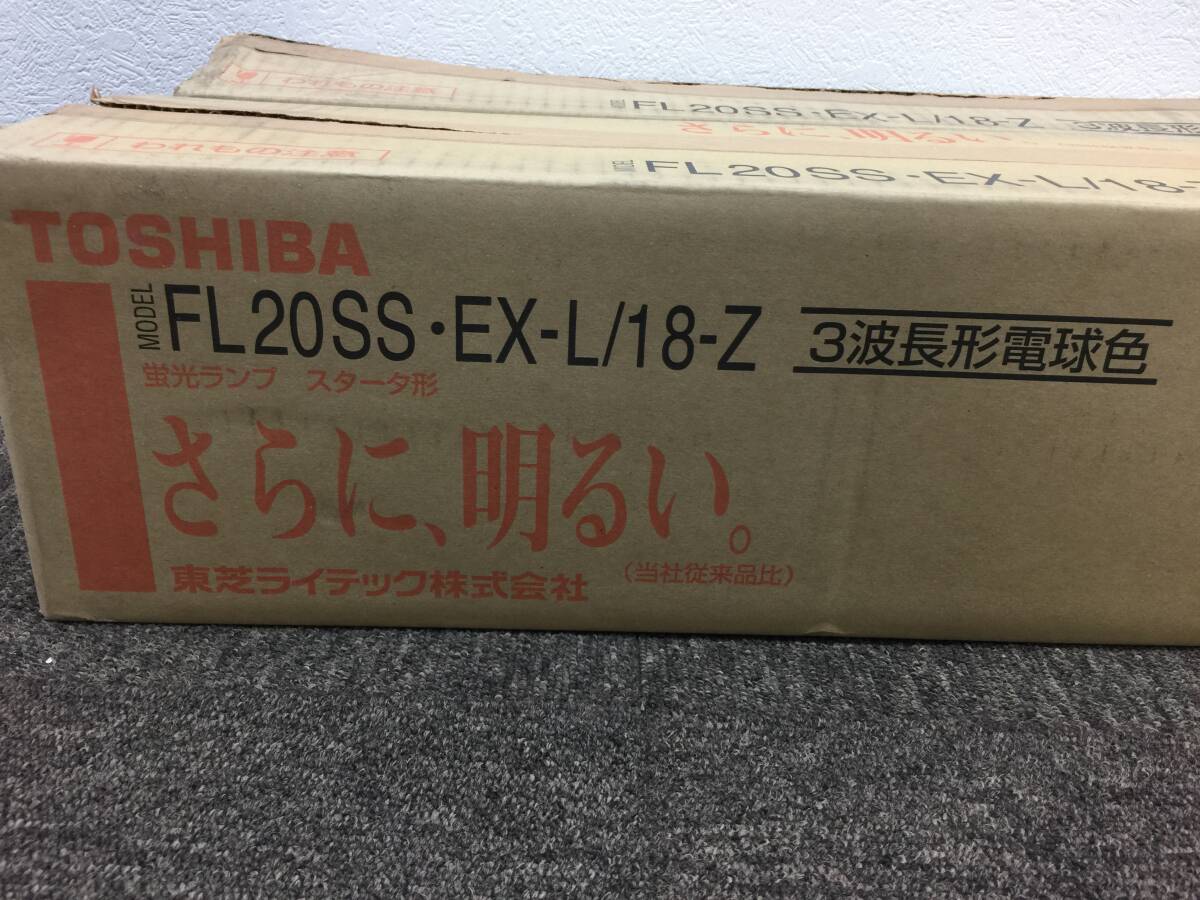 われもの注意
MODEL FL20SS・EX-L/18-Z 3波長形
さらに、明るい
われもの注意
MODEL FL20SS・EX-L/18-
TOSHIBA
MODEL FL20SS・EX-L/18-Z 3波長形電球色
蛍光ランプ スタータ形
さらに、明るい。
東芝ライテック株式会社 (当社従来品比)